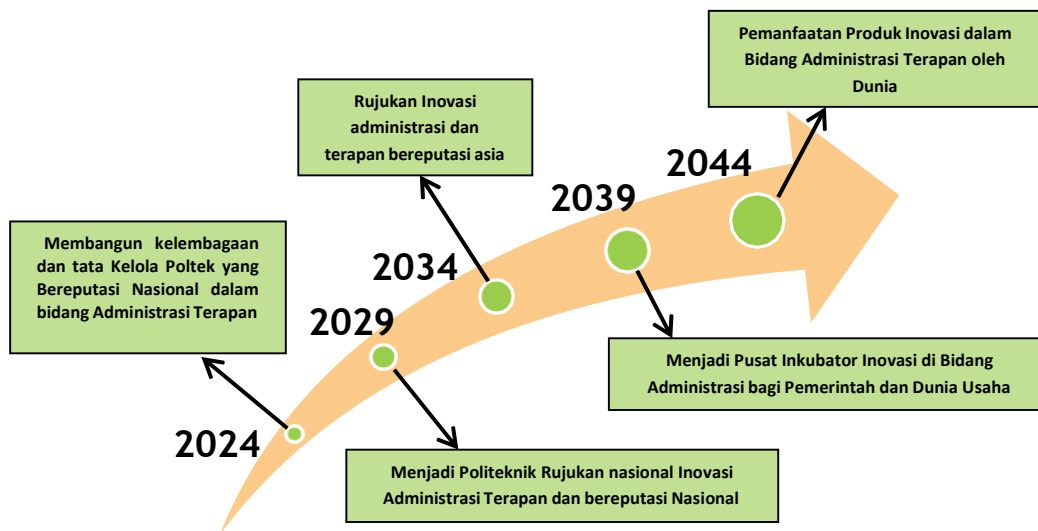 Pemanfaatan Produk Inovasi dalam
Bidang Administrasi Terapan oleh
Dunia
Rujukan Inovasi
administrasi dan
terapan bereputasi asia
2044
2039
Membangun kelembagaan
dan tata Kelola Poltek yang
Bereputasi Nasional dalam
bidang Administrasi Terapan
2034
2029
Menjadi Pusat Inkubator Inovasi di Bidang
Administrasi bagi Pemerintah dan Dunia Usaha
2024
Menjadi Politeknik Rujukan nasional Inovasi
Administrasi Terapan dan bereputasi Nasional